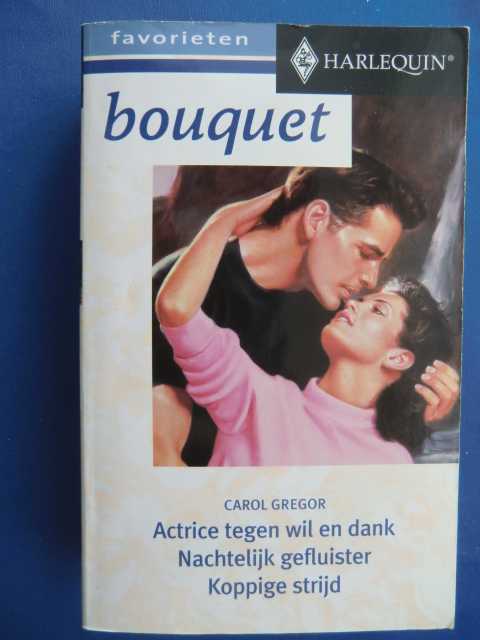 favorieten
HARLEQUIN®
bouquet
CAROL GREGOR
Actrice tegen wil en dank
Nachtelijk gefluister
Koppige strijd